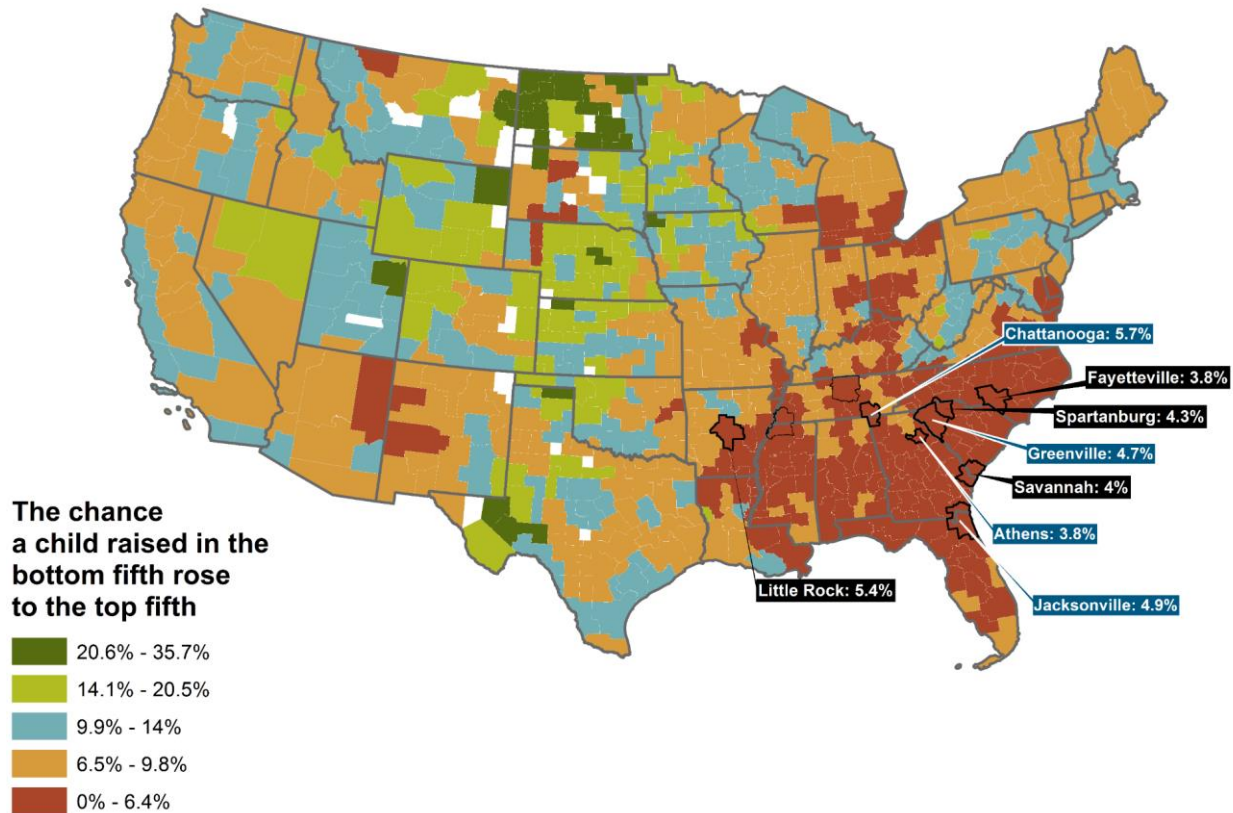 Chattanooga: 5.7%
Fayetteville: 3.8%
Spartanburg: 4.3%
Greenville: 4.7%
Savannah: 4%
Athens: 3.8%
Little Rock: 5.4%
Jacksonville: 4.9%
The chance
a child raised in the
bottom fifth rose
to the top fifth
20.6% - 35.7%
14.1% - 20.5%
9.9% - 14%
6.5% - 9.8%
0% - 6.4%